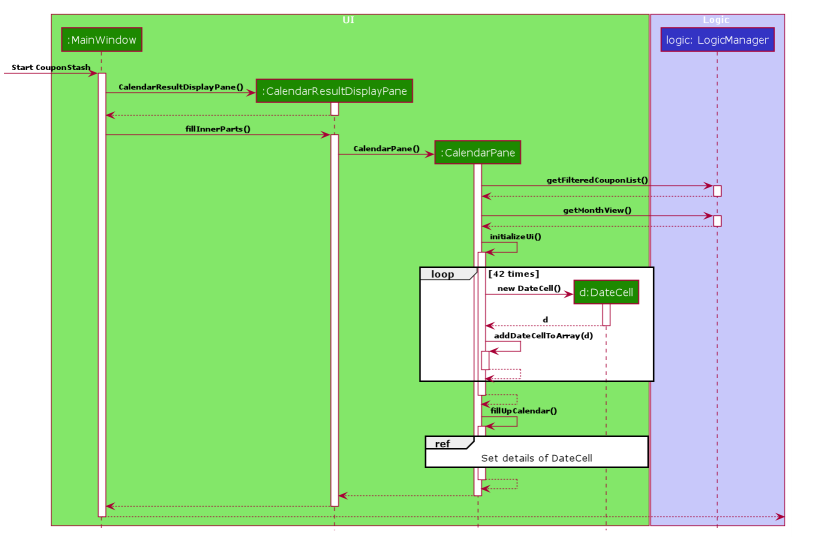 UI
Logic
:MainWindow
logic: LogicManager
Start CouponStash
CalendarResultDisplayPane()
:CalendarResultDisplayPane
fillInnerParts()
CalendarPane()
:CalendarPane
getFilteredCouponList()
getMonthView()
initializeUi()
loop
[42 times]
new DateCell()
d:DateCell
d
addDateCellToArray(d)
fillUpCalendar()
ref
Set details of DateCell